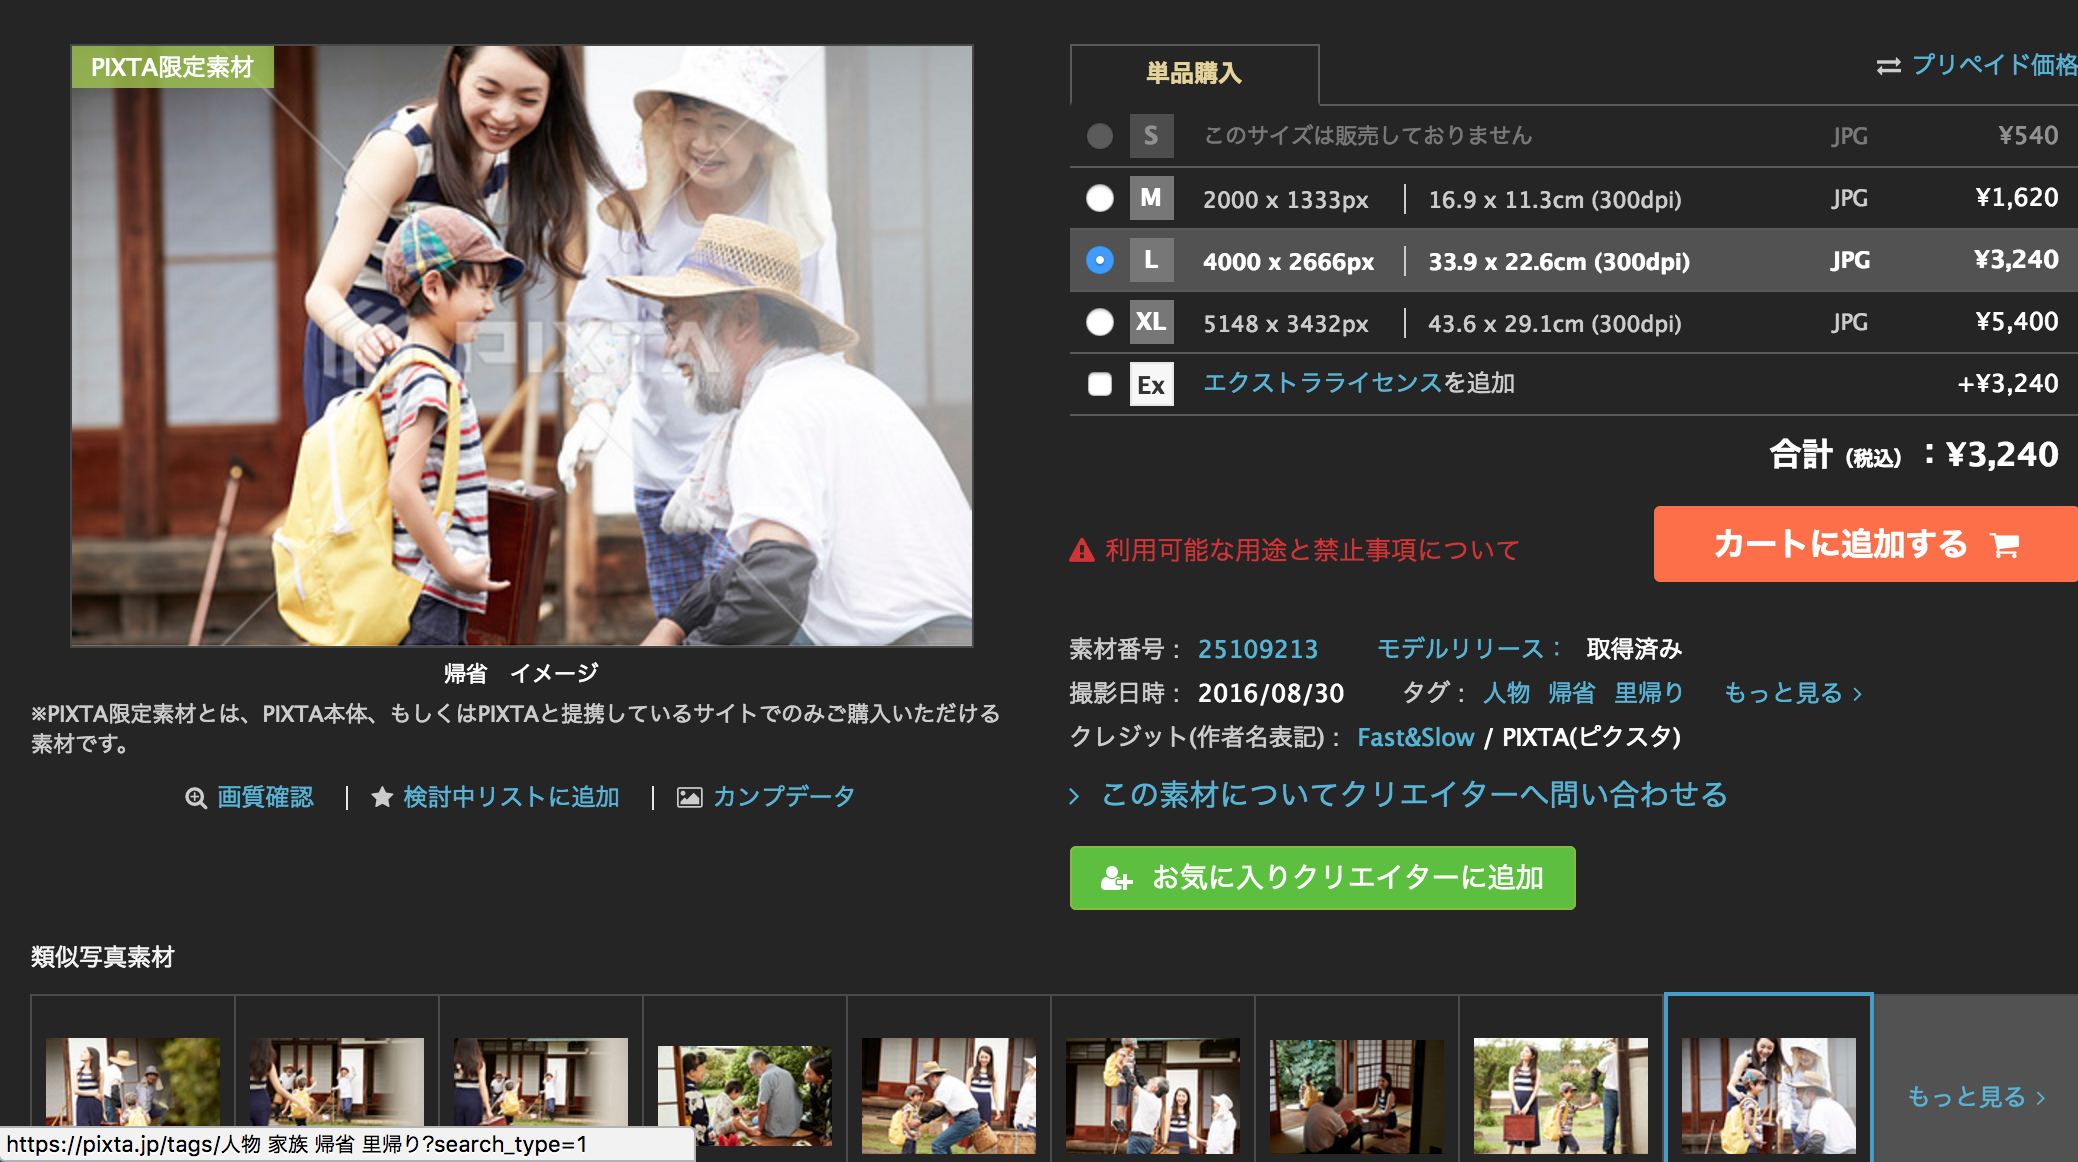 PIXTA限定素材
PIXTA
帰省　イメージ
※PIXTA限定素材とは、PIXTA本体、もしくはPIXTAと提携しているサイトでのみご購入いただける
素材です。
画質確認 | 検討中リストに追加 | カンプデータ
単品購入
プリペイド価格
S このサイズは販売しておりません JPG ¥540
M 2000 x 1333px | 16.9 x 11.3cm (300dpi) JPG ¥1,620
L 4000 x 2666px | 33.9 x 22.6cm (300dpi) JPG ¥3,240
XL 5148 x 3432px | 43.6 x 29.1cm (300dpi) JPG ¥5,400
Ex エクストラライセンスを追加 +¥3,240
合計 (税込) : ¥3,240
利用可能な用途と禁止事項について
カートに追加する
素材番号 : 25109213 モデルリリース : 取得済み
撮影日時 : 2016/08/30 タグ : 人物 帰省 里帰り もっと見る ›
クレジット(作者名表記) : Fast&Slow / PIXTA(ピクスタ)
› この素材についてクリエイターへ問い合わせる
お気に入りクリエイターに追加
類似写真素材
もっと見る ›
https://pixta.jp/tags/人物 家族 帰省 里帰り?search_type=1